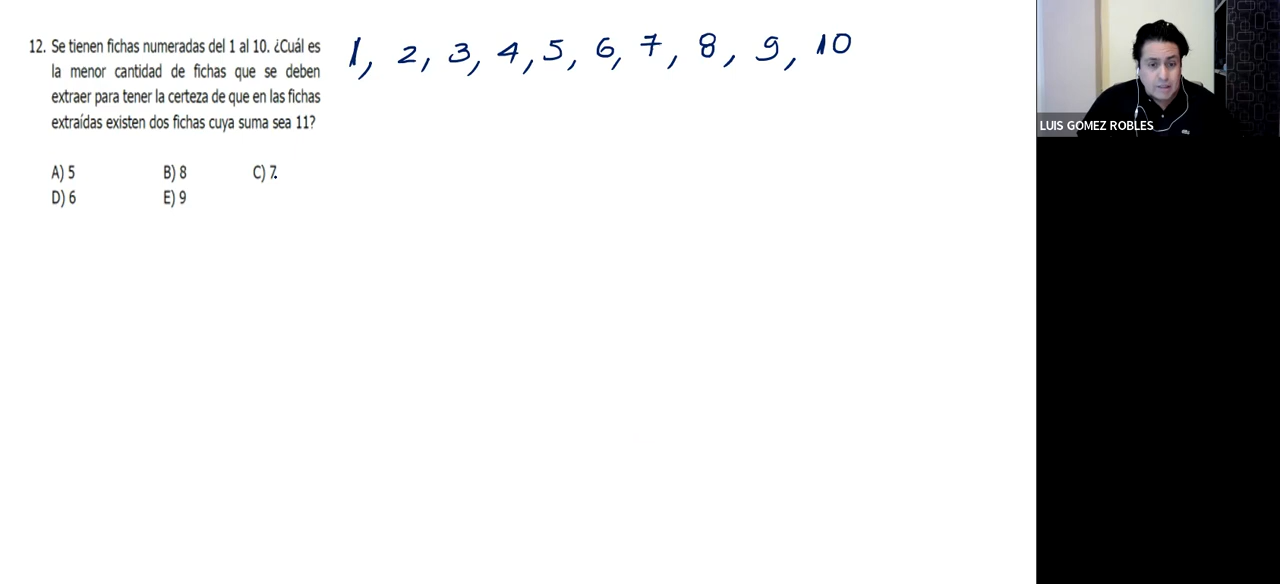 12. Se tienen fichas numeradas del 1 al 10. ¿Cuál es
la menor cantidad de fichas que se deben
extraer para tener la certeza de que en las fichas
extraídas existen dos fichas cuya suma sea 11?
A) 5 B) 8 C) 7.
D) 6 E) 9
1, 2, 3, 4, 5, 6, 7, 8, 9, 10
LUIS GOMEZ ROBLES